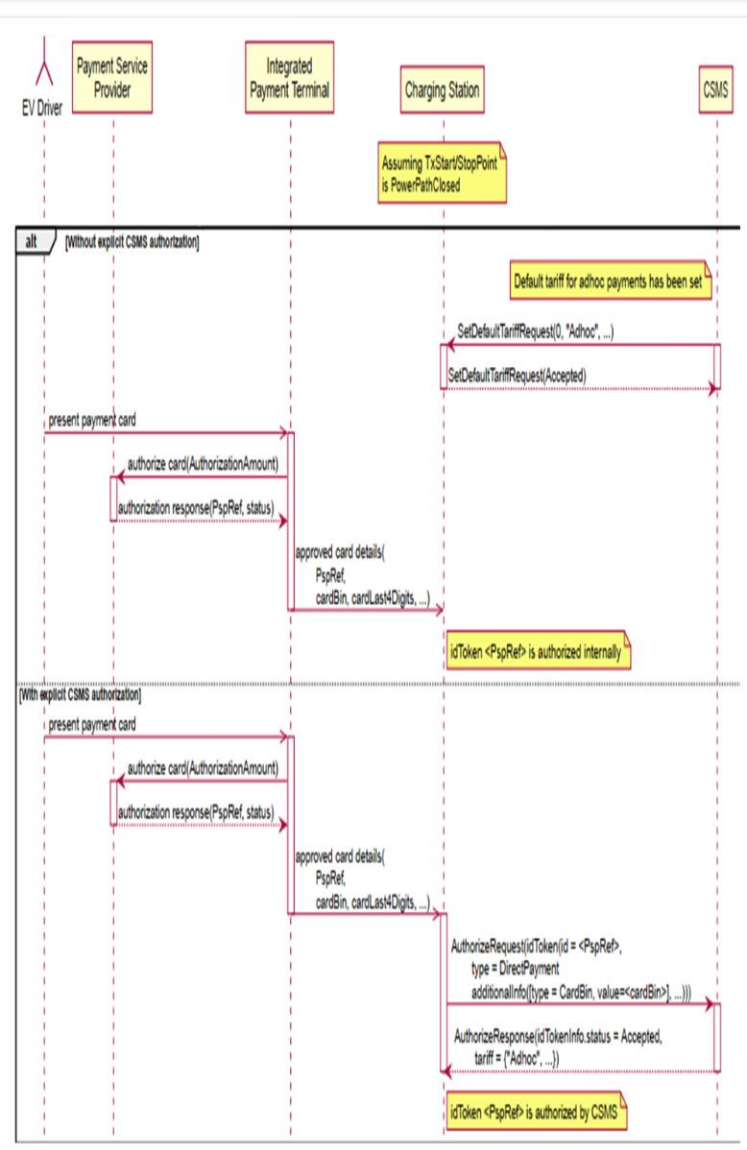 EV Driver
Payment Service
Provider
Integrated
Payment Terminal
Charging Station
CSMS
Assuming TxStart/StopPoint
is PowerPathClosed
alt
[Without explicit CSMS authorization]
Default tariff for adhoc payments has been set
SetDefaultTariffRequest(0, "Adhoc", ...)
SetDefaultTariffRequest(Accepted)
present payment card
authorize card(AuthorizationAmount)
authorization response(PspRef, status)
approved card details(
PspRef,
cardBin, cardLast4Digits, ...)
idToken <PspRef> is authorized internally
[With explicit CSMS authorization]
present payment card
authorize card(AuthorizationAmount)
authorization response(PspRef, status)
approved card details(
PspRef,
cardBin, cardLast4Digits, ...)
AuthorizeRequest(idToken(id = <PspRef>,
type = DirectPayment
additionalInfo([type = CardBin, value=<cardBin>], ...)))
AuthorizeResponse(idTokenInfo.status = Accepted,
tariff = {"Adhoc", ...})
idToken <PspRef> is authorized by CSMS